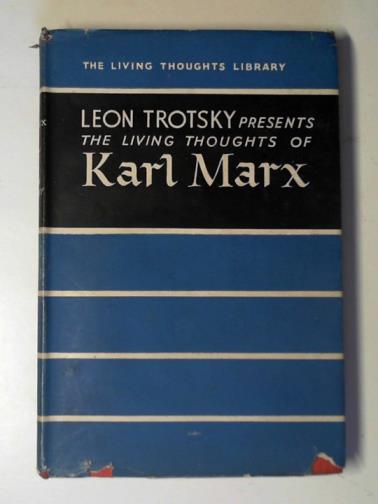 THE LIVING THOUGHTS LIBRARY
LEON TROTSKY PRESENTS
THE LIVING THOUGHTS OF
Karl Marx